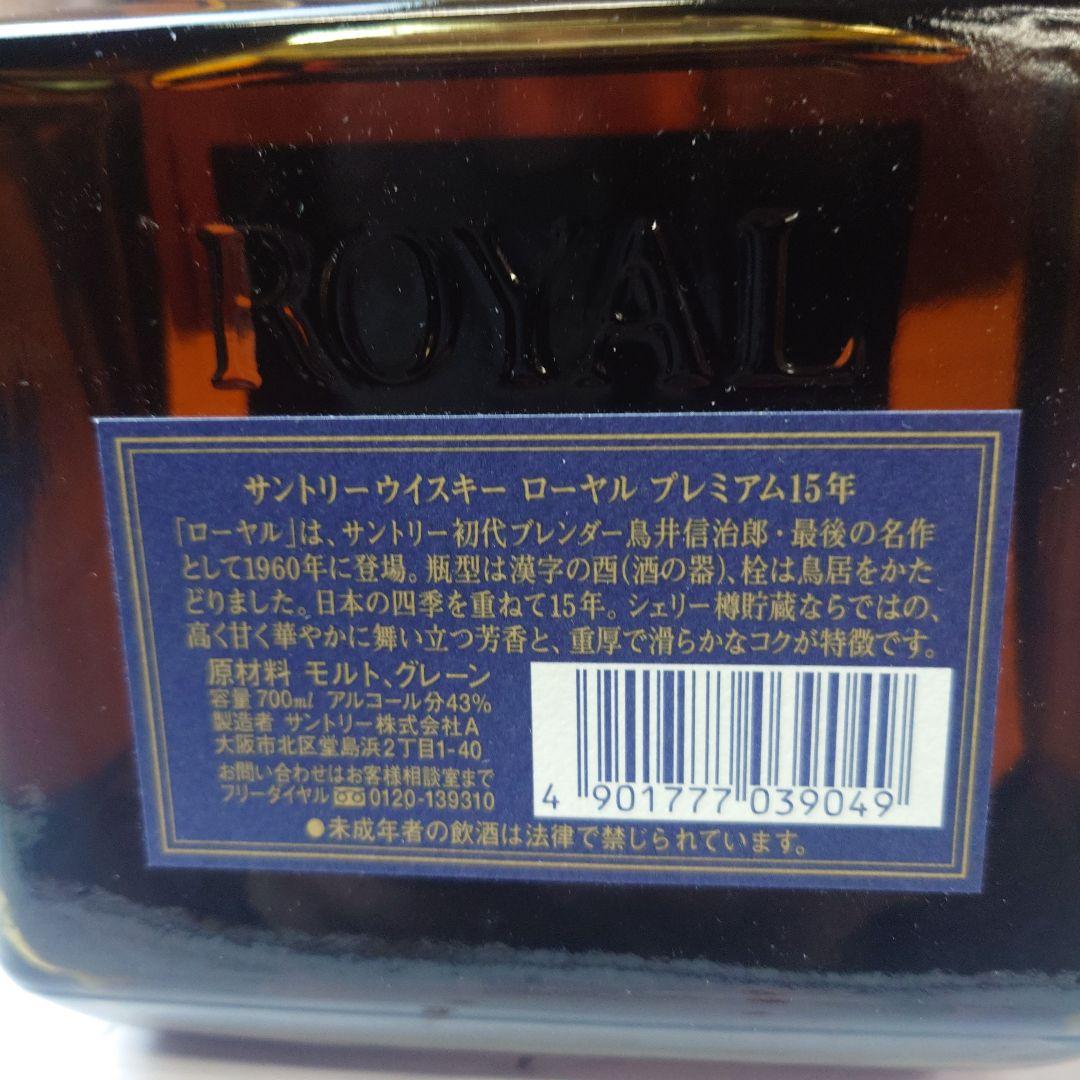 ROYAL
サントリーウイスキー ローヤル プレミアム15年
「ローヤル」は、サントリー初代ブレンダー鳥井信治郎・最後の名作
として1960年に登場。瓶型は漢字の酉(酒の器)、栓は鳥居をかた
どりました。日本の四季を重ねて15年。シェリー樽貯蔵ならではの、
高く甘く華やかに舞い立つ芳香と、重厚で滑らかなコクが特徴です。
原材料 モルト、グレーン
容量 700ml アルコール分43%
製造者 サントリー株式会社A
大阪市北区堂島浜2丁目1-40
お問い合わせはお客様相談室まで
フリーダイヤル 0120-139310
4 901777 039049
●未成年者の飲酒は法律で禁じられています。